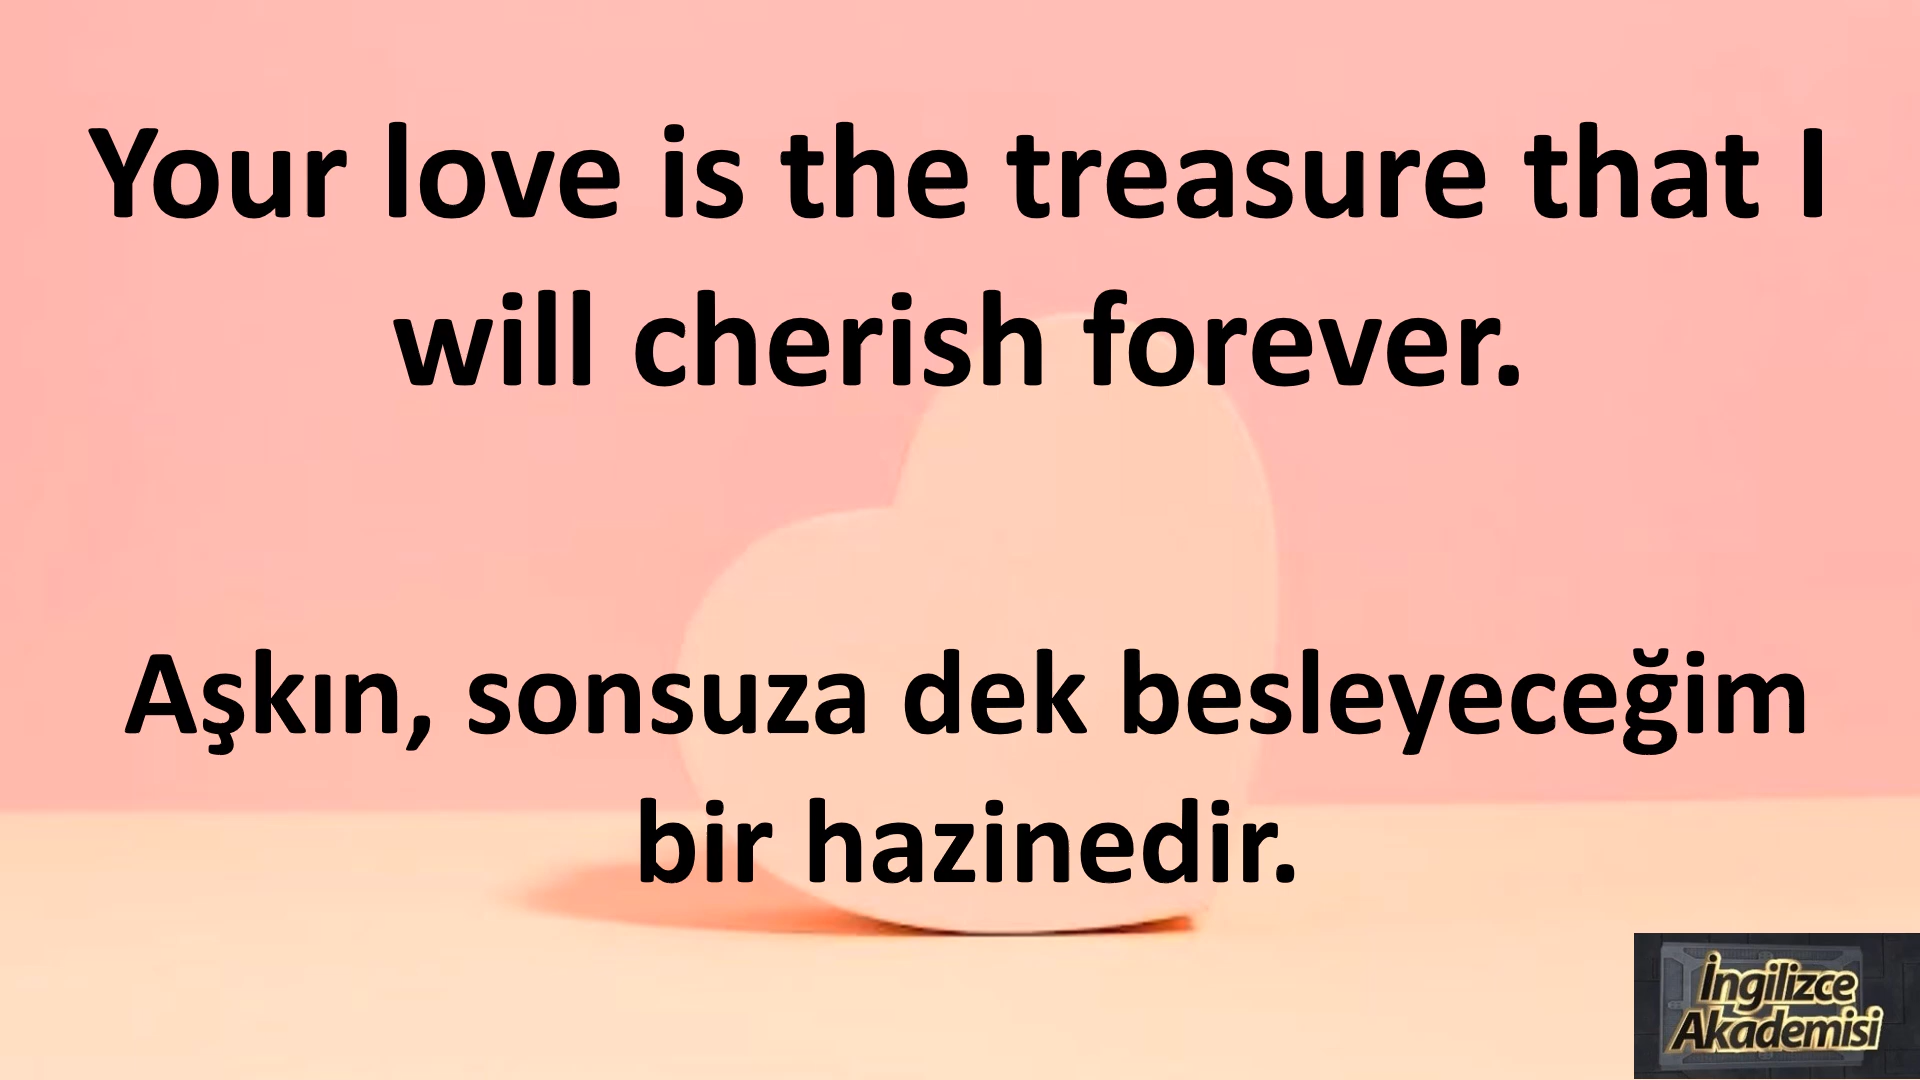 Your love is the treasure that I
will cherish forever.
Aşkın, sonsuza dek besleyeceğim
bir hazinedir.
İngilizce
Akademisi